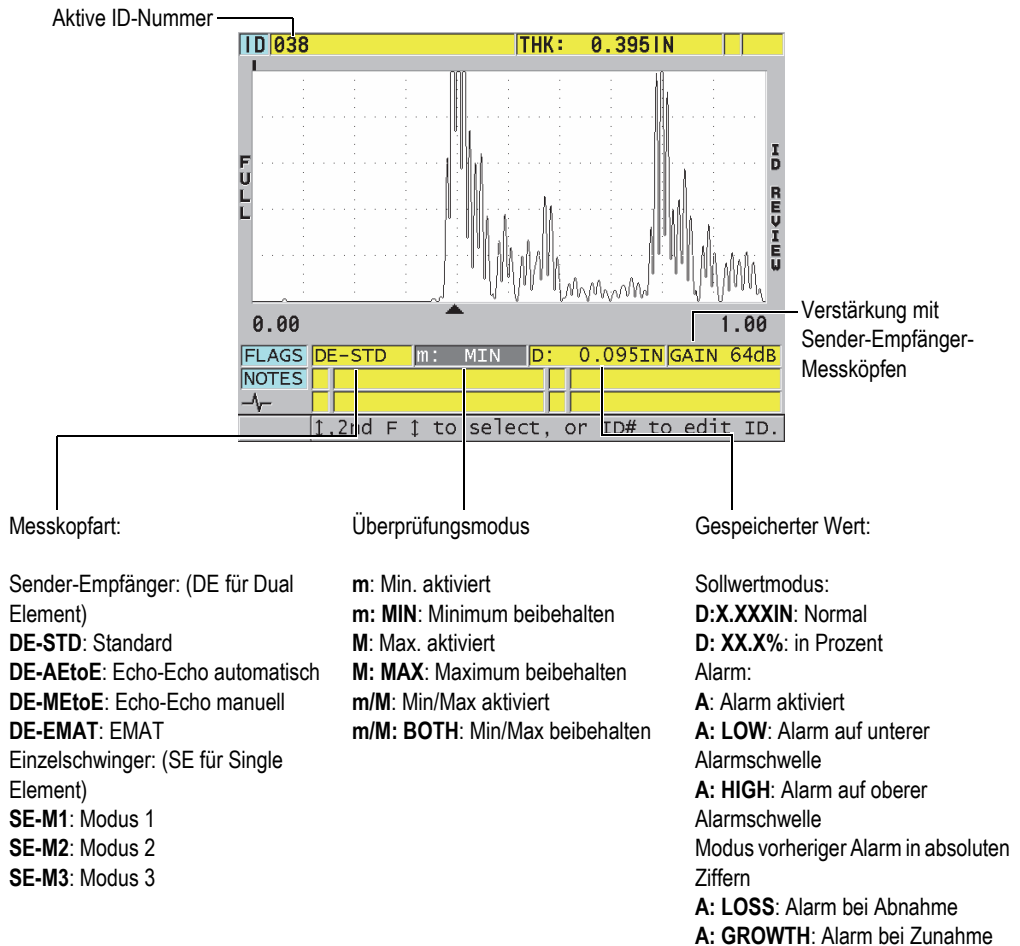 Aktive ID-Nummer
ID 038 THK: 0.395IN
FULL
ID REVIEW
0.00 1.00
Verstärkung mit
Sender-Empfänger-
Messköpfen
FLAGS DE-STD m: MIN D: 0.095IN GAIN 64dB
NOTES
↕,2nd F ↕ to select, or ID# to edit ID.
Messkopfart:
Sender-Empfänger: (DE für Dual
Element)
DE-STD: Standard
DE-AEtoE: Echo-Echo automatisch
DE-MEtoE: Echo-Echo manuell
DE-EMAT: EMAT
Einzelschwinger: (SE für Single
Element)
SE-M1: Modus 1
SE-M2: Modus 2
SE-M3: Modus 3
Überprüfungsmodus
m: Min. aktiviert
m: MIN: Minimum beibehalten
M: Max. aktiviert
M: MAX: Maximum beibehalten
m/M: Min/Max aktiviert
m/M: BOTH: Min/Max beibehalten
Gespeicherter Wert:
Sollwertmodus:
D:X.XXXIN: Normal
D: XX.X%: in Prozent
Alarm:
A: Alarm aktiviert
A: LOW: Alarm auf unterer
Alarmschwelle
A: HIGH: Alarm auf oberer
Alarmschwelle
Modus vorheriger Alarm in absoluten
Ziffern
A: LOSS: Alarm bei Abnahme
A: GROWTH: Alarm bei Zunahme